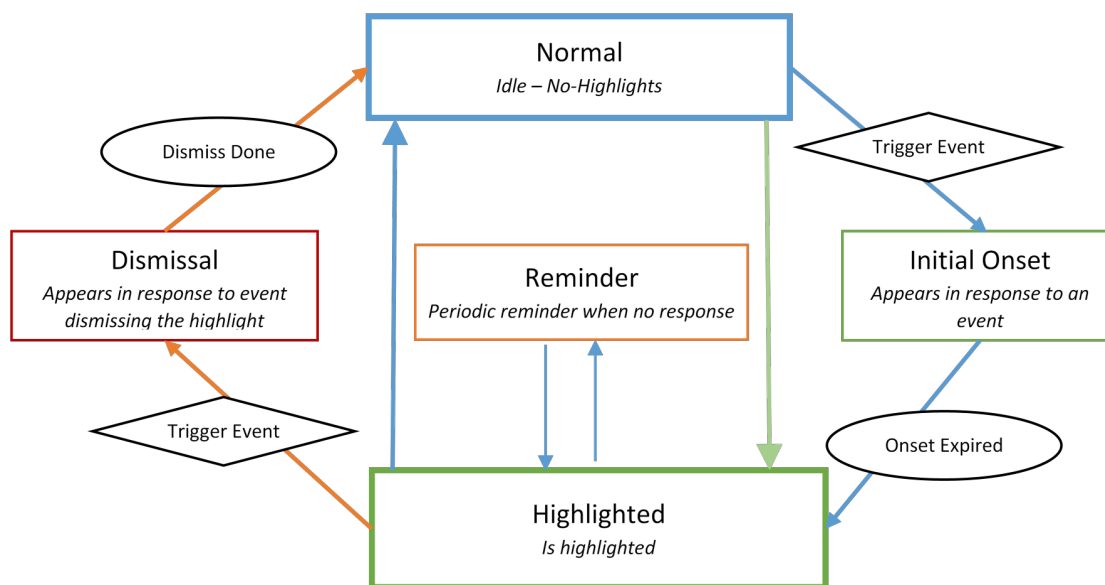 Normal
Idle – No-Highlights
Dismiss Done
Trigger Event
Dismissal
Appears in response to event
dismissing the highlight
Reminder
Periodic reminder when no response
Initial Onset
Appears in response to an
event
Trigger Event
Onset Expired
Highlighted
Is highlighted